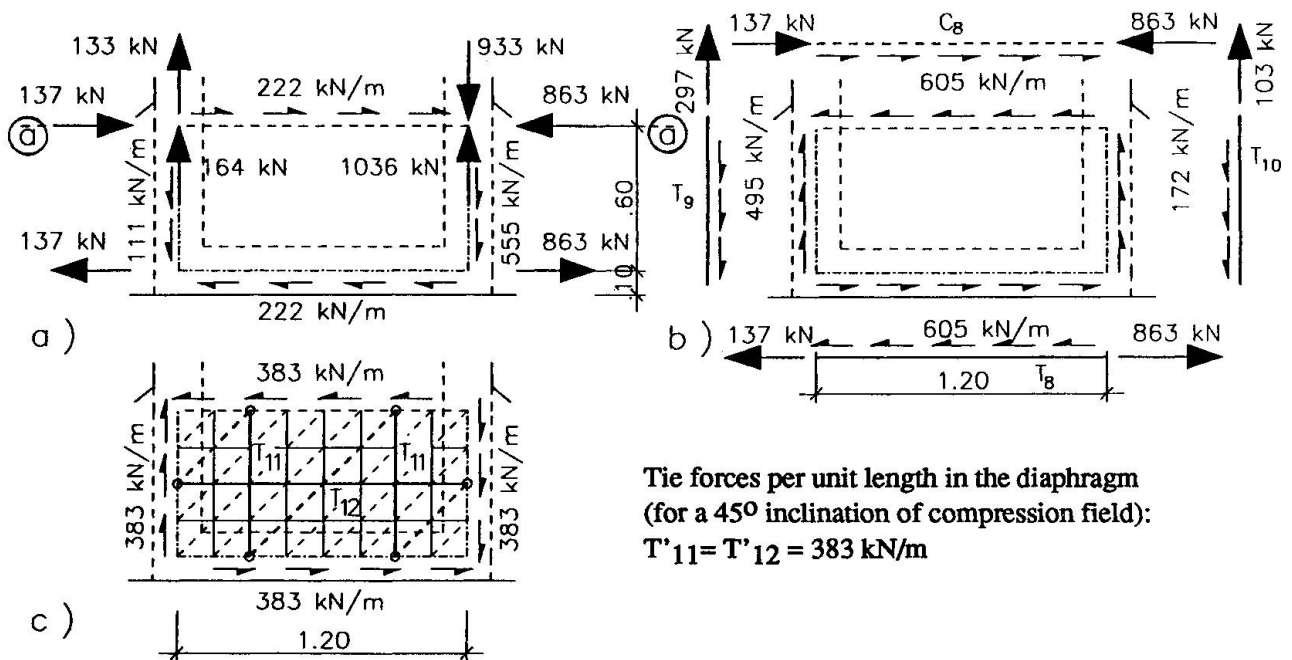 133 kN
933 kN
222 kN/m
137 kN
863 kN
a
a
111 kN/m
164 kN
1036 kN
555 kN/m
.60
.10
137 kN
863 kN
222 kN/m
a )
137 kN
C8
863 kN
297 kN
103 kN
605 kN/m
T9
495 kN/m
172 kN/m
T10
b )
137 kN
605 kN/m
863 kN
1.20
T8
383 kN/m
383 kN/m
T11
T11
T12
383 kN/m
383 kN/m
c )
1.20
Tie forces per unit length in the diaphragm
(for a 45º inclination of compression field):
T'11= T'12 = 383 kN/m